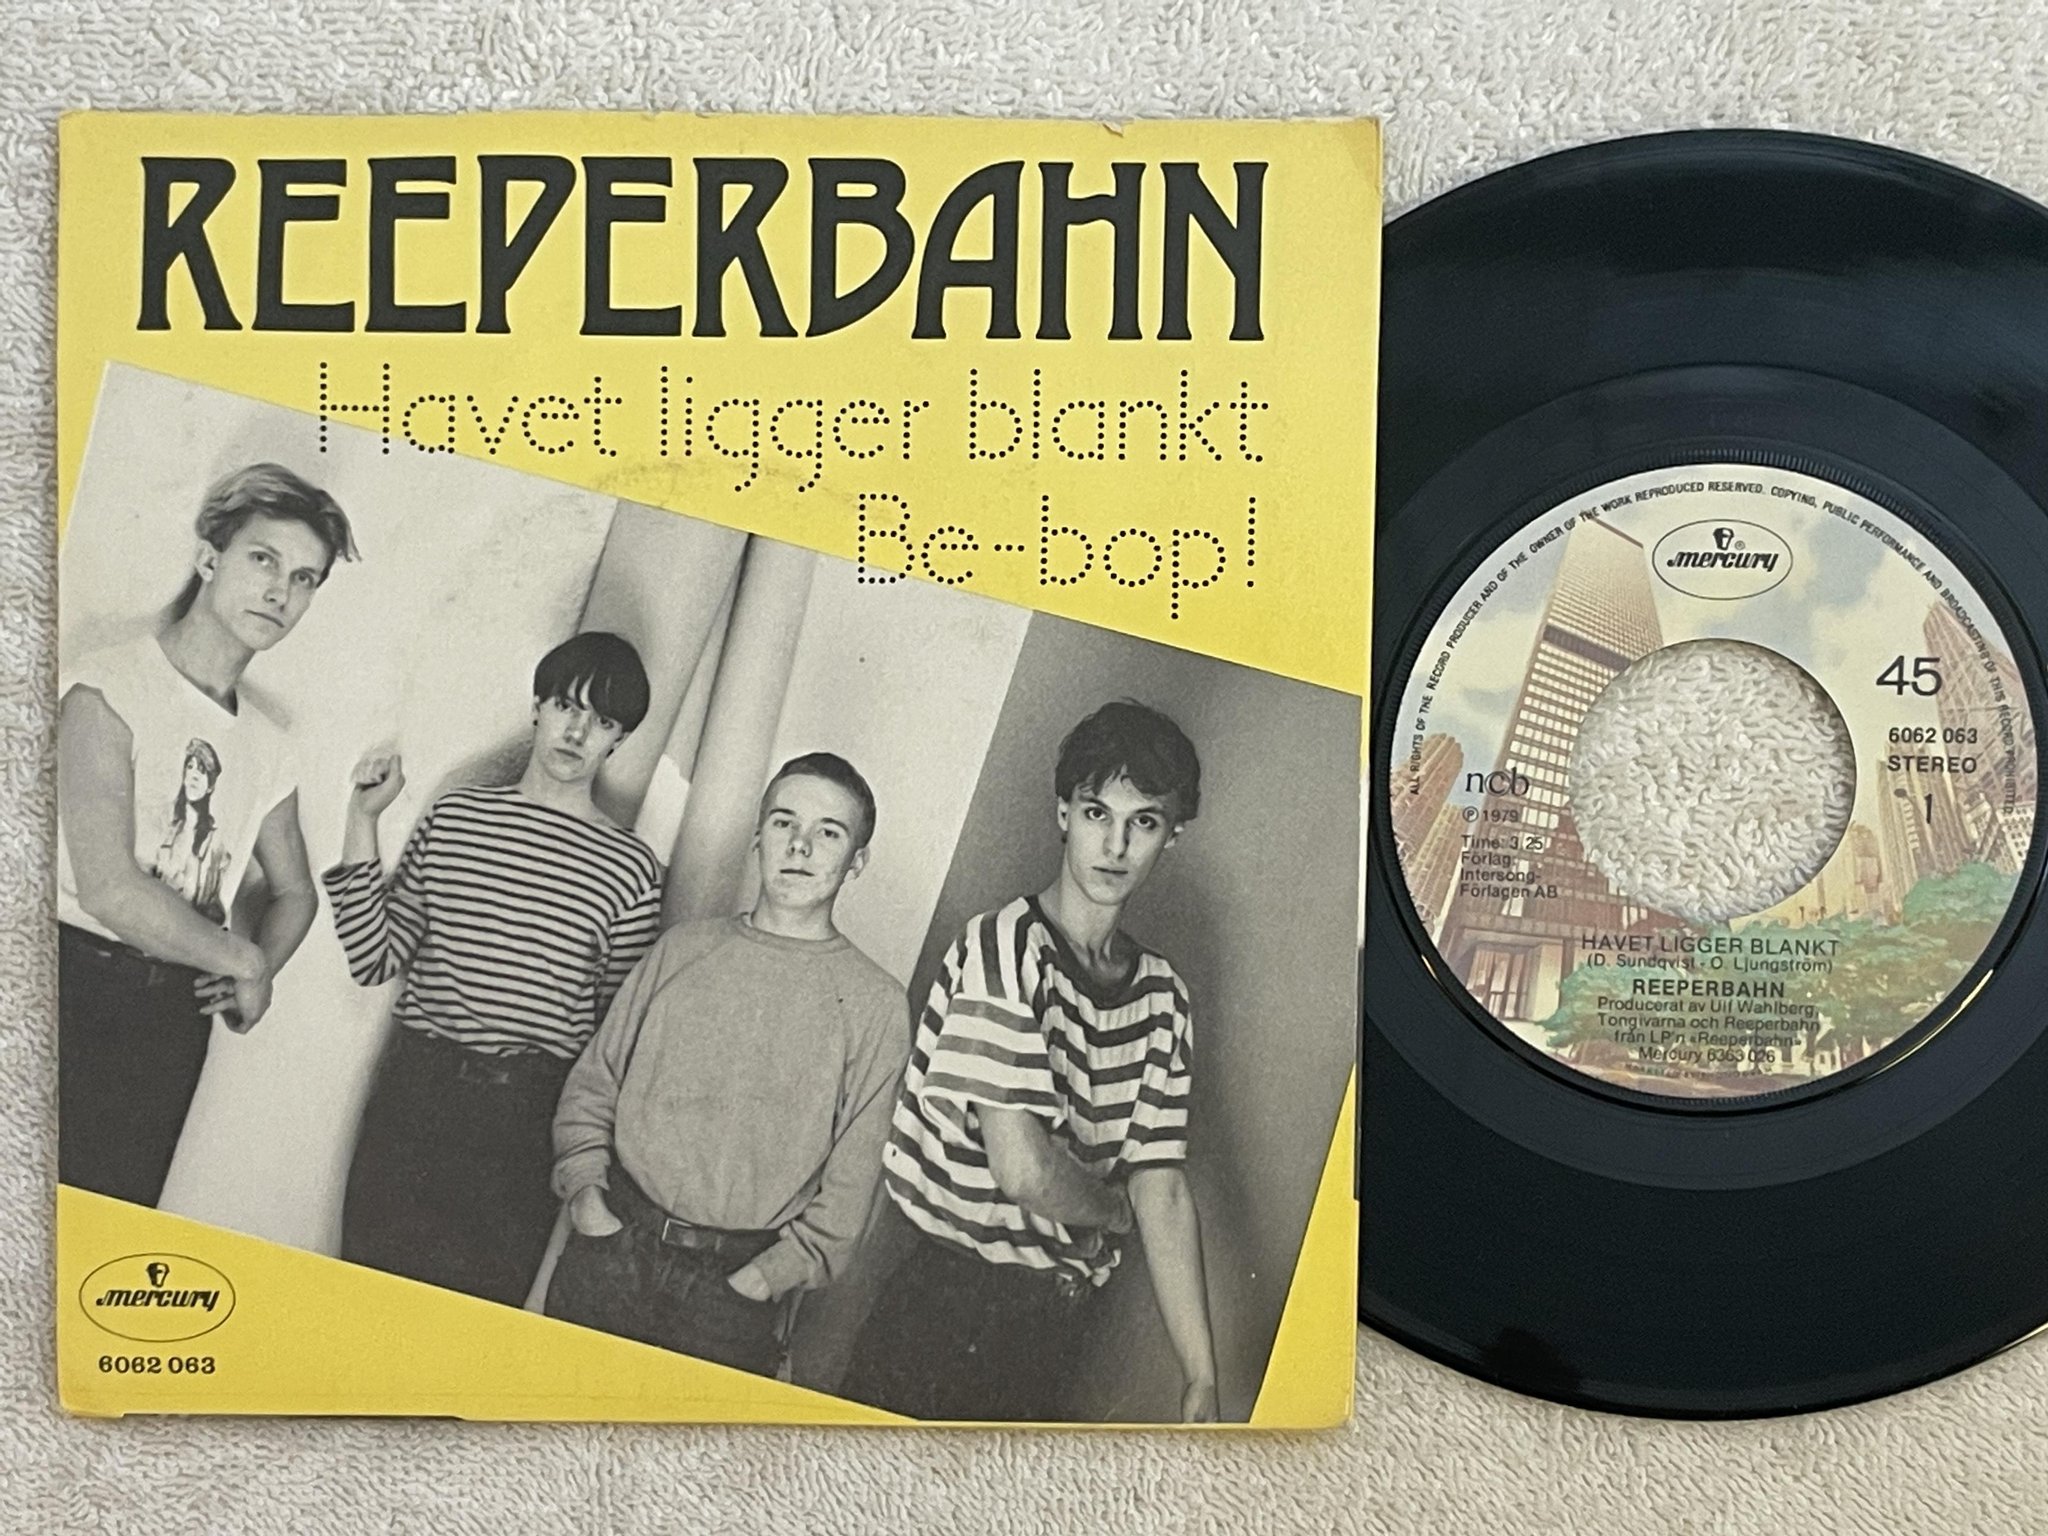 REEPERBAHN
Havet ligger blankt
Be-bop!
mercury
6062 063
ALL RIGHTS OF THE RECORD PRODUCER AND OF THE OWNER OF THE WORK REPRODUCED RESERVED. COPYING, PUBLIC PERFORMANCE AND BROADCASTING OF THIS RECORD PROHIBITED
mercury®
45
6062 063
STEREO
1
ncb
℗ 1979
Time: 3.25
Förlag:
Intersong-
Förlagen AB
HAVET LIGGER BLANKT
(D. Sundqvist - O. Ljungström)
REEPERBAHN
Producerat av Ulf Wahlberg,
Tongivarna och Reeperbahn
från LP'n «Reeperbahn»
Mercury 6363 026